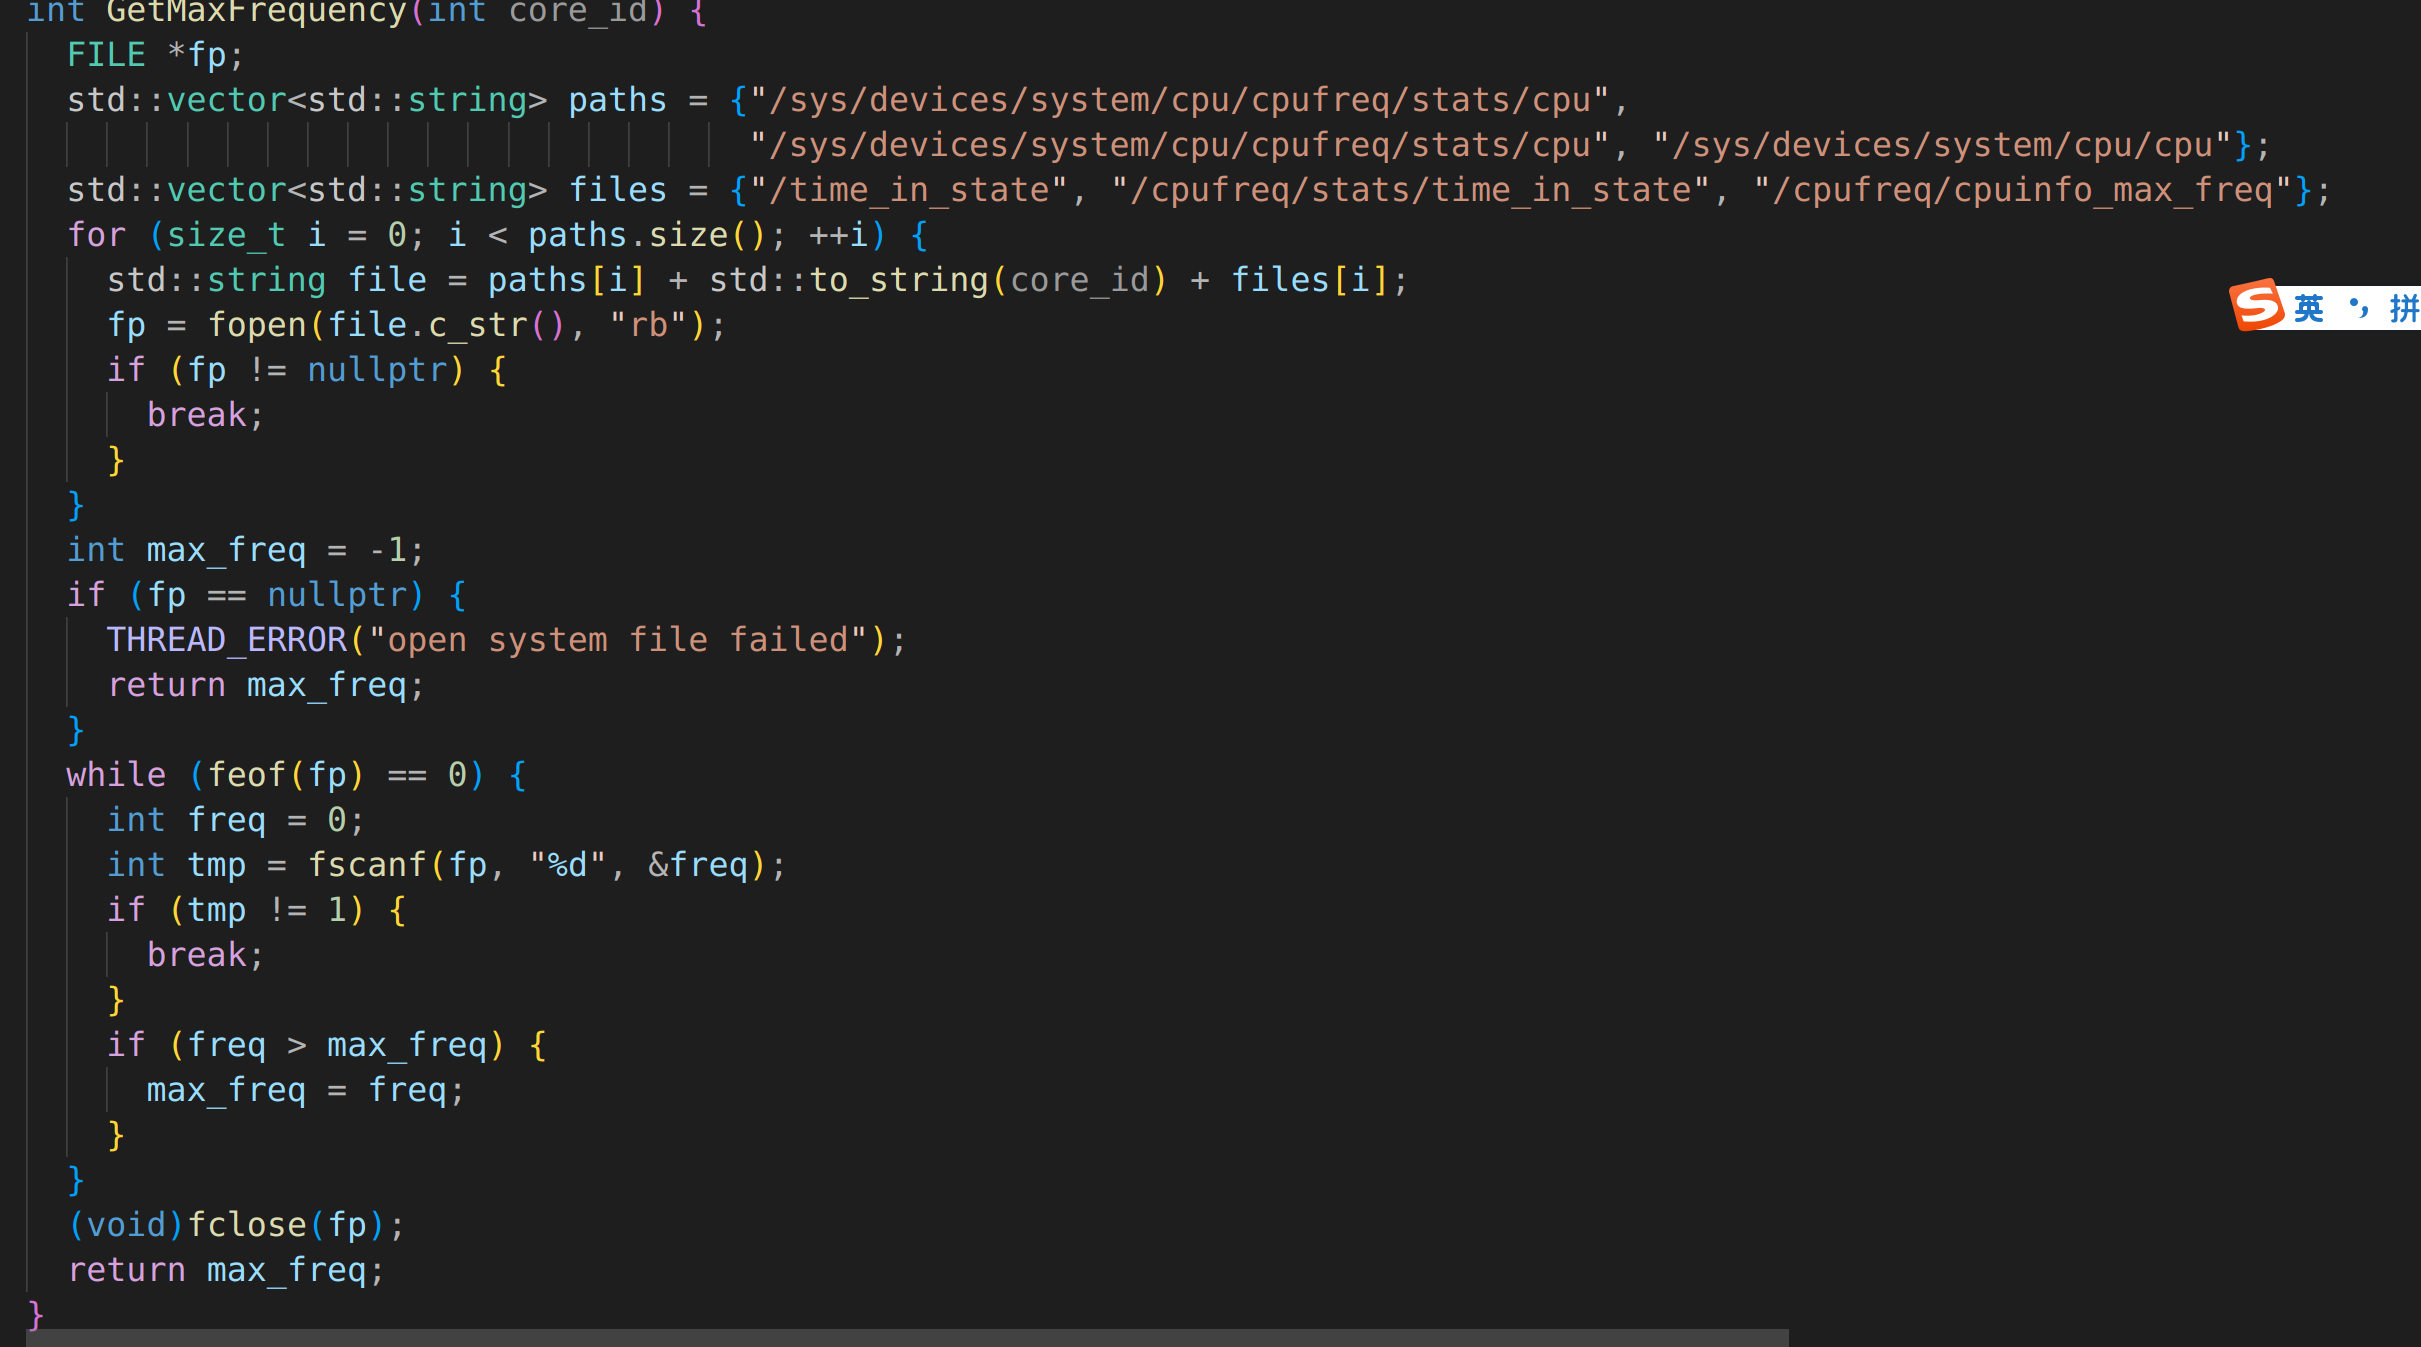 int GetMaxFrequency(int core_id) {
FILE *fp;
std::vector<std::string> paths = {"/sys/devices/system/cpu/cpufreq/stats/cpu",
"/sys/devices/system/cpu/cpufreq/stats/cpu", "/sys/devices/system/cpu/cpu"};
std::vector<std::string> files = {"/time_in_state", "/cpufreq/stats/time_in_state", "/cpufreq/cpuinfo_max_freq"};
for (size_t i = 0; i < paths.size(); ++i) {
std::string file = paths[i] + std::to_string(core_id) + files[i];
英 •, 拼
fp = fopen(file.c_str(), "rb");
if (fp != nullptr) {
break;
}
}
int max_freq = -1;
if (fp == nullptr) {
THREAD_ERROR("open system file failed");
return max_freq;
}
while (feof(fp) == 0) {
int freq = 0;
int tmp = fscanf(fp, "%d", &freq);
if (tmp != 1) {
break;
}
if (freq > max_freq) {
max_freq = freq;
}
}
(void)fclose(fp);
return max_freq;
}